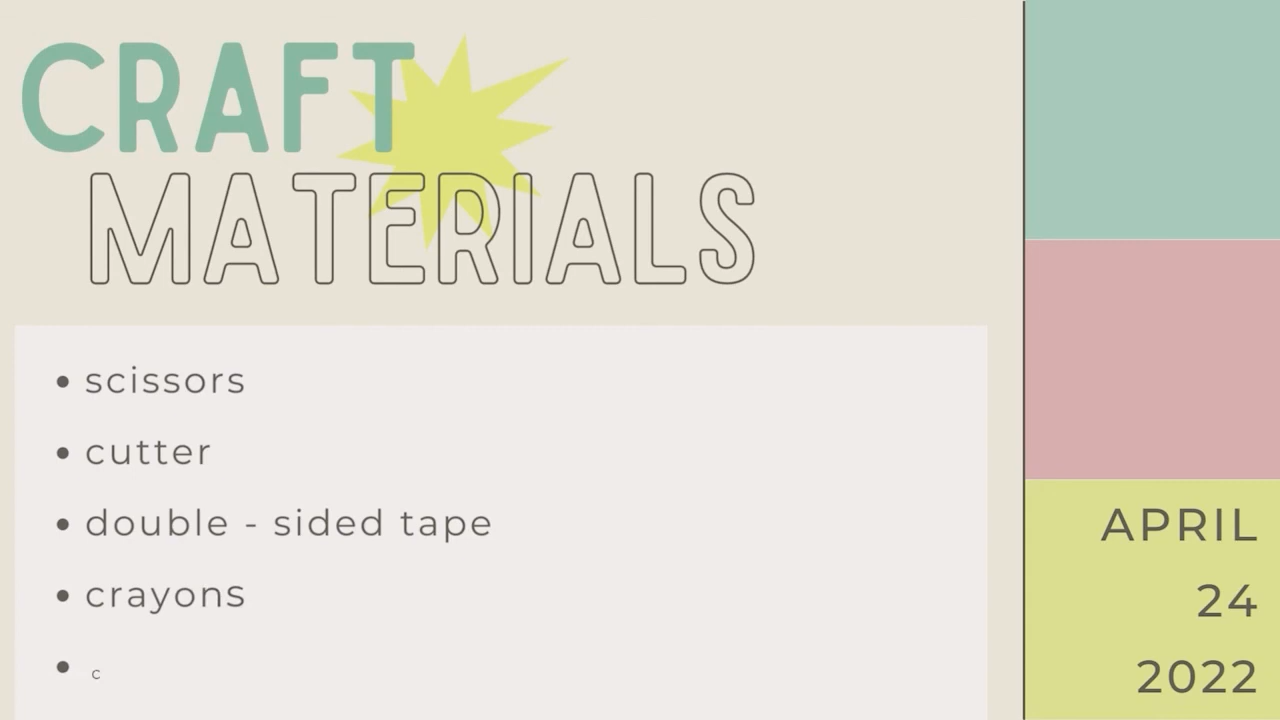 CRAFT
MATERIALS
• scissors
• cutter
• double - sided tape
• crayons
• c
APRIL
24
2022